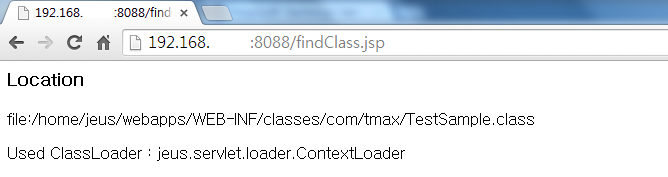 192.168. :8088/find
192.168. :8088/findClass.jsp
Location
file:/home/jeus/webapps/WEB-INF/classes/com/tmax/TestSample.class
Used ClassLoader : jeus.servlet.loader.ContextLoader